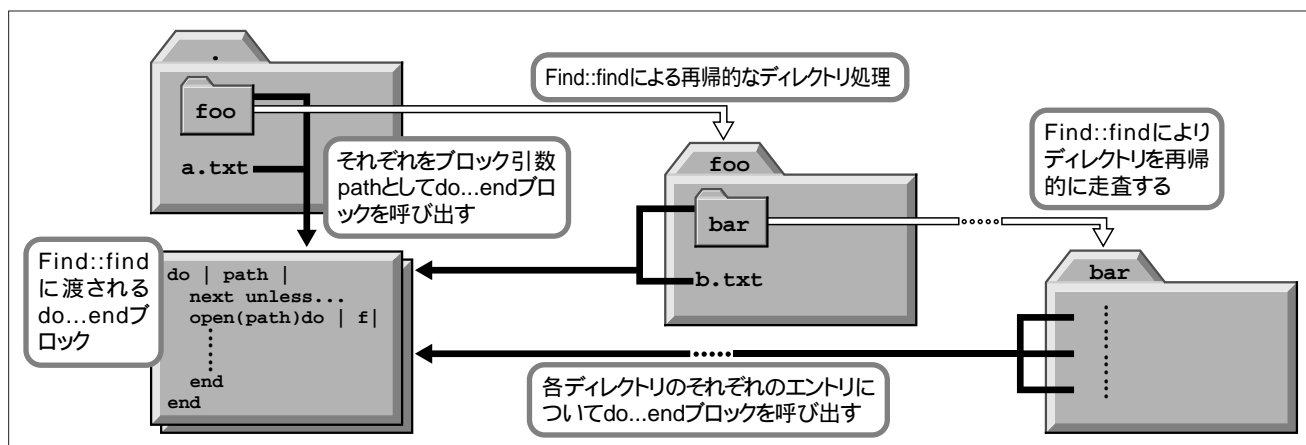 .
foo
a.txt
Find::findによる再帰的なディレクトリ処理
それぞれをブロック引数
pathとしてdo...endブロ
ックを呼び出す
foo
bar
b.txt
Find::findにより
ディレクトリを再帰
的に走査する
bar
Find::find
に渡される
do...endブ
ロック
do | path |
next unless...
open(path)do | f|
end
end
各ディレクトリのそれぞれのエントリに
ついてdo...endブロックを呼び出す